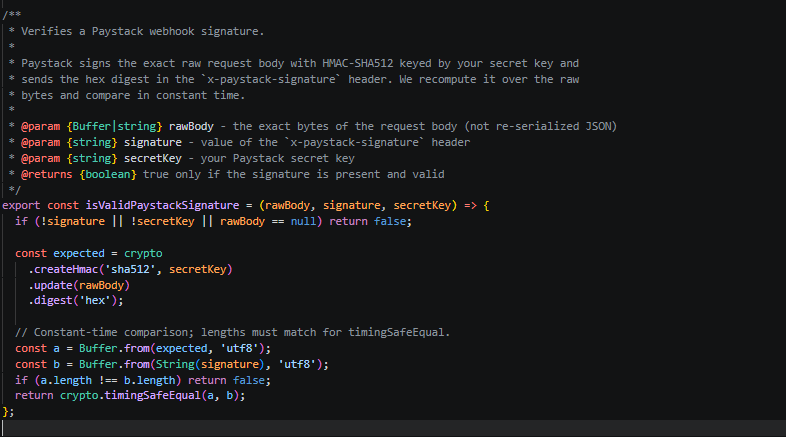 /**
 * Verifies a Paystack webhook signature.
 *
 * Paystack signs the exact raw request body with HMAC-SHA512 keyed by your secret key and
 * sends the hex digest in the `x-paystack-signature` header. We recompute it over the raw
 * bytes and compare in constant time.
 *
 * @param {Buffer|string} rawBody - the exact bytes of the request body (not re-serialized JSON)
 * @param {string} signature - value of the `x-paystack-signature` header
 * @param {string} secretKey - your Paystack secret key
 * @returns {boolean} true only if the signature is present and valid
 */
export const isValidPaystackSignature = (rawBody, signature, secretKey) => {
  if (!signature || !secretKey || rawBody == null) return false;

  const expected = crypto
    .createHmac('sha512', secretKey)
    .update(rawBody)
    .digest('hex');

  // Constant-time comparison; lengths must match for timingSafeEqual.
  const a = Buffer.from(expected, 'utf8');
  const b = Buffer.from(String(signature), 'utf8');
  if (a.length !== b.length) return false;
  return crypto.timingSafeEqual(a, b);
};